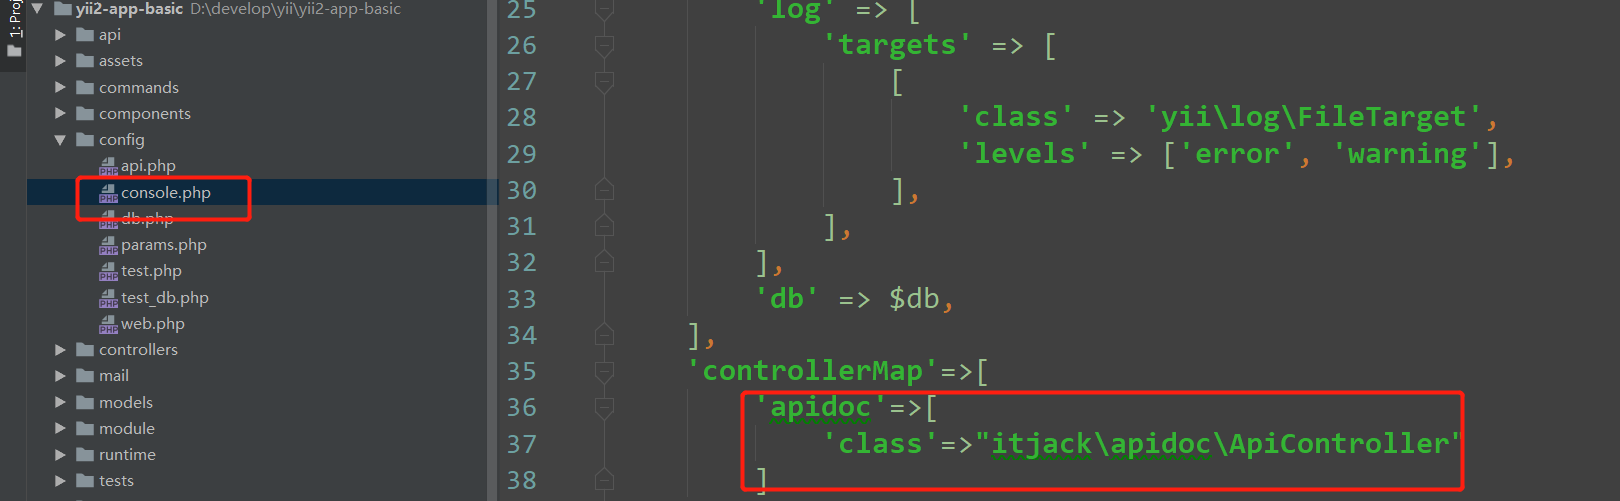 1: Proj
yii2-app-basic D:\develop\yii\yii2-app-basic
api
assets
commands
components
config
api.php
console.php
db.php
params.php
test.php
test_db.php
web.php
controllers
mail
models
module
runtime
tests
25 'log' => [
26 'targets' => [
27 [
28 'class' => 'yii\log\FileTarget',
29 'levels' => ['error', 'warning'],
30 ],
31 ],
32 ],
33 'db' => $db,
34 ],
35 'controllerMap'=>[
36 'apidoc'=>[
37 'class'=>"itjack\apidoc\ApiController"
38 ]